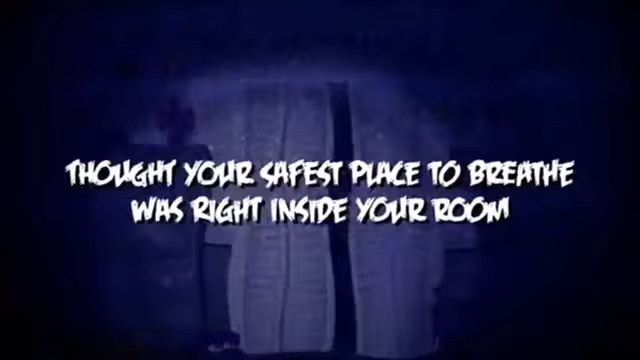 THOUGHT YOUR SAFEST PLACE TO BREATHE
WAS RIGHT INSIDE YOUR ROOM